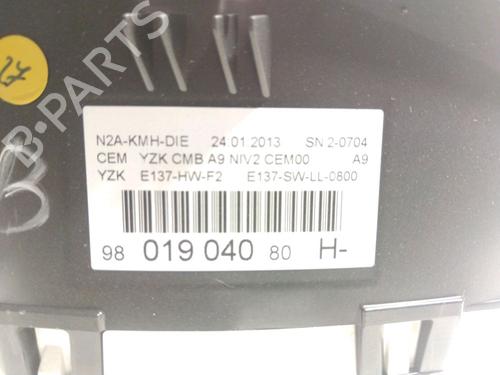 27
B-PARTS
B
N2A-KMH-DIE 24.01.2013 SN 2-0704
CEM YZK CMB A9 NIV2 CEM00 A9
YZK E137-HW-F2 E137-SW-LL-0800
98 019 040 80 H-